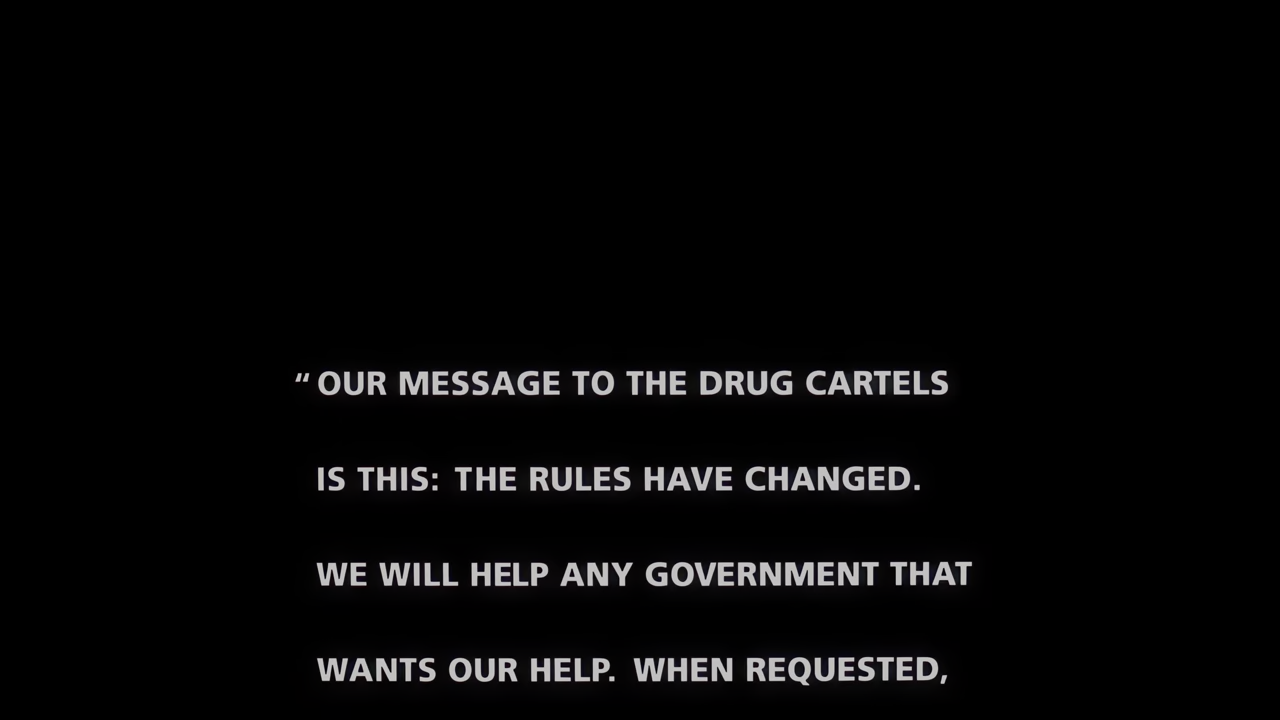 “OUR MESSAGE TO THE DRUG CARTELS
IS THIS: THE RULES HAVE CHANGED.
WE WILL HELP ANY GOVERNMENT THAT
WANTS OUR HELP. WHEN REQUESTED,